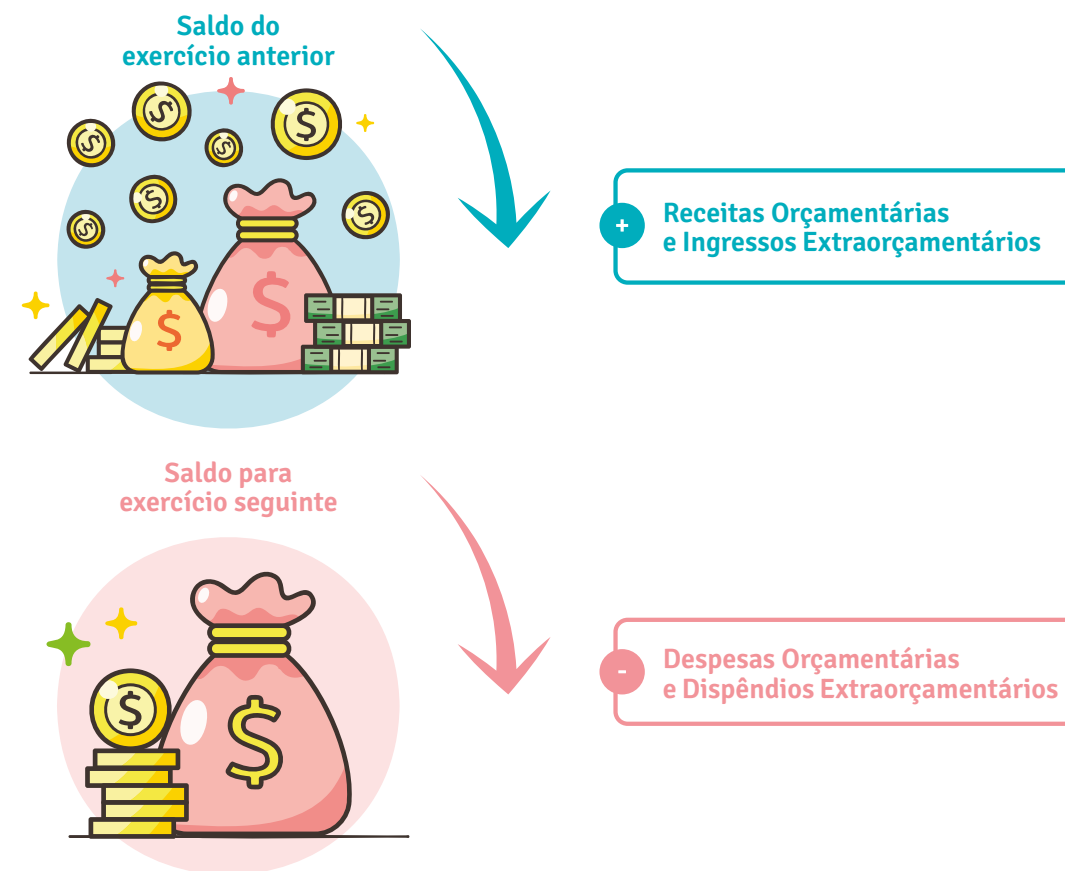 Saldo do
exercício anterior
+
Receitas Orçamentárias
e Ingressos Extraorçamentários
Saldo para
exercício seguinte
-
Despesas Orçamentárias
e Dispêndios Extraorçamentários